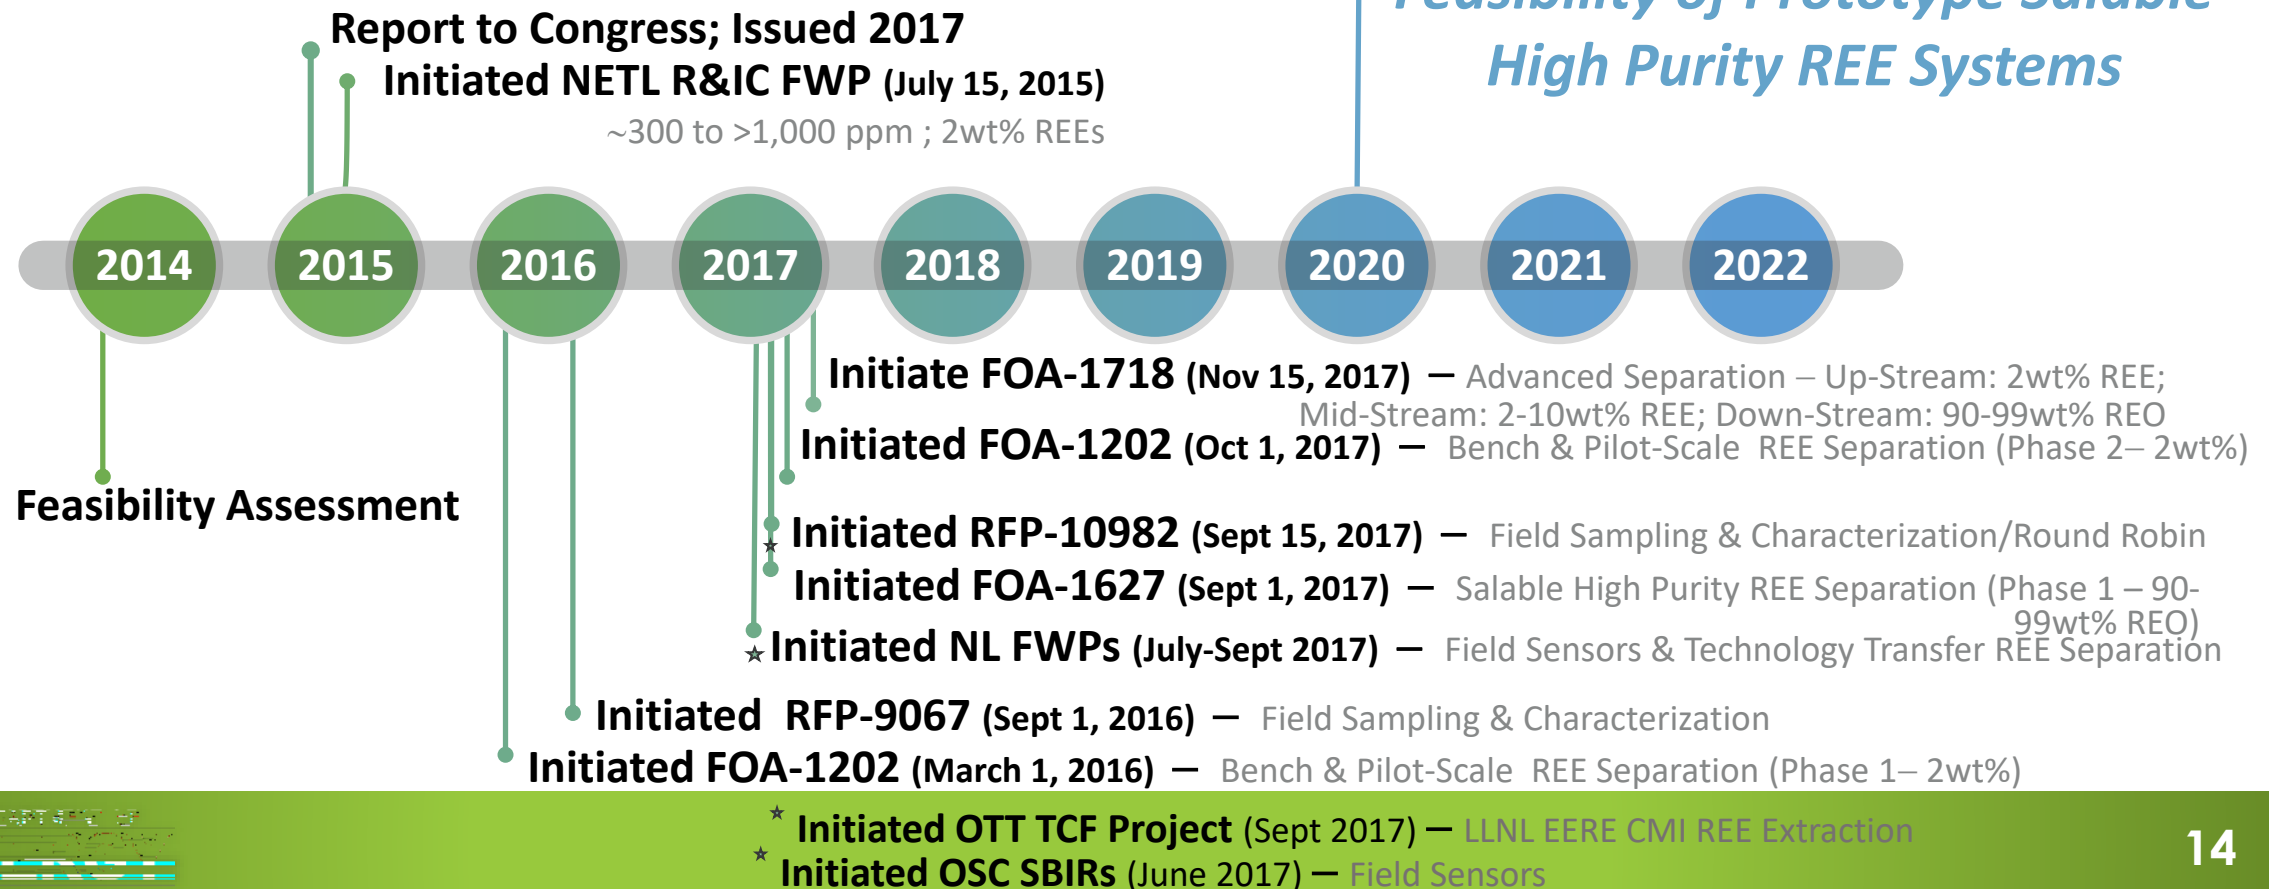 Feasibility of Prototype Salable
High Purity REE Systems
Report to Congress; Issued 2017
Initiated NETL R&IC FWP (July 15, 2015)
~300 to >1,000 ppm ; 2wt% REEs
2014 2015 2016 2017 2018 2019 2020 2021 2022
Initiate FOA-1718 (Nov 15, 2017) — Advanced Separation – Up-Stream: 2wt% REE;
Mid-Stream: 2-10wt% REE; Down-Stream: 90-99wt% REO
Initiated FOA-1202 (Oct 1, 2017) — Bench & Pilot-Scale REE Separation (Phase 2– 2wt%)
Feasibility Assessment
Initiated RFP-10982 (Sept 15, 2017) — Field Sampling & Characterization/Round Robin
Initiated FOA-1627 (Sept 1, 2017) — Salable High Purity REE Separation (Phase 1 – 90-
99wt% REO)
Initiated NL FWPs (July-Sept 2017) — Field Sensors & Technology Transfer REE Separation
Initiated RFP-9067 (Sept 1, 2016) — Field Sampling & Characterization
Initiated FOA-1202 (March 1, 2016) — Bench & Pilot-Scale REE Separation (Phase 1– 2wt%)
Initiated OTT TCF Project (Sept 2017) — LLNL EERE CMI REE Extraction
Initiated OSC SBIRs (June 2017) — Field Sensors
14